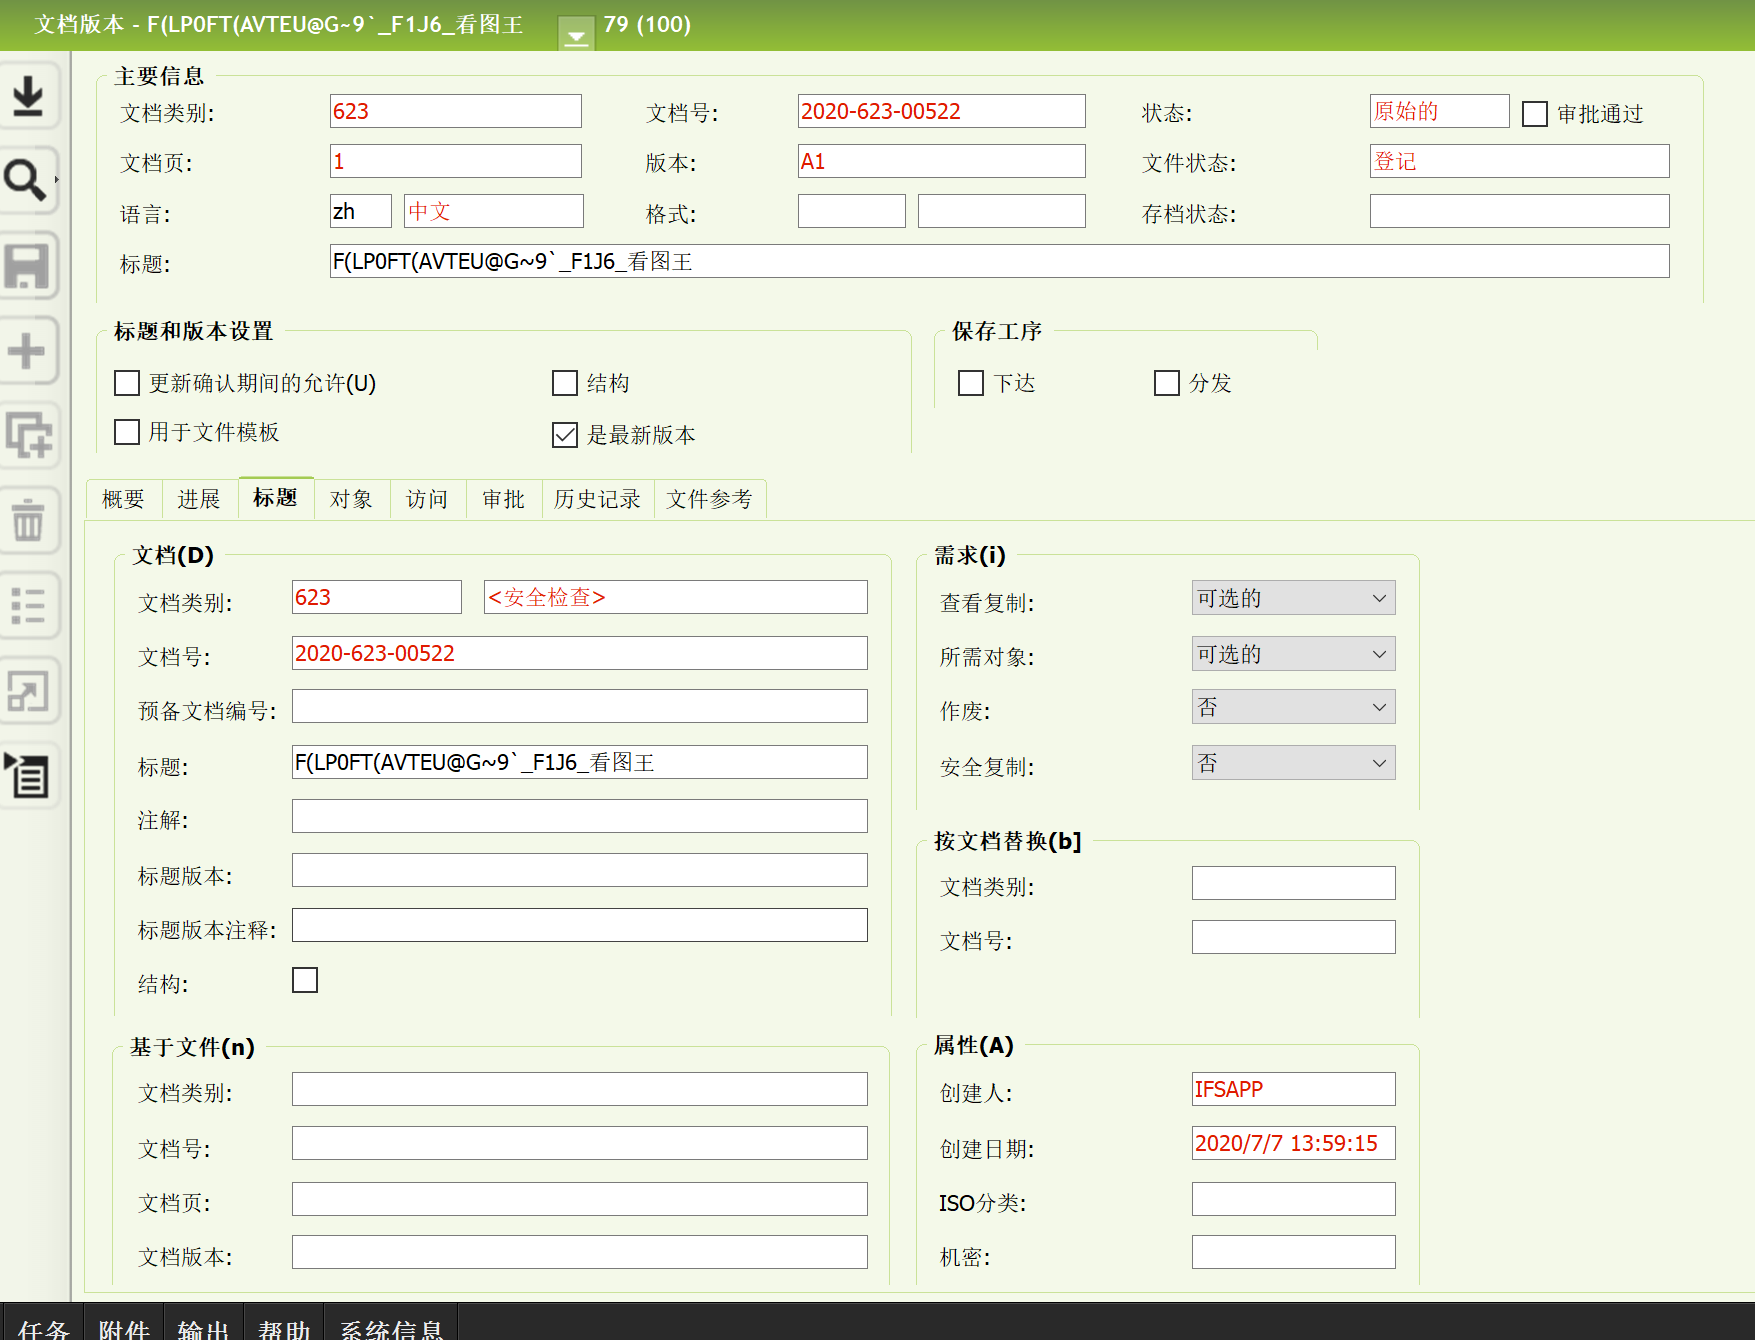 文档版本 - F(LP0FT(AVTEU@G~9`_F1J6_看图王 79 (100)
主要信息
文档类别: 623 文档号: 2020-623-00522 状态: 原始的 审批通过
文档页: 1 版本: A1 文件状态: 登记
语言: zh 中文 格式: 存档状态:
标题: F(LP0FT(AVTEU@G~9`_F1J6_看图王
标题和版本设置 保存工序
更新确认期间的允许(U) 结构 下达 分发
用于文件模板 是最新版本
概要 进展 标题 对象 访问 审批 历史记录 文件参考
文档(D) 需求(i)
文档类别: 623 <安全检查> 查看复制: 可选的
文档号: 2020-623-00522 所需对象: 可选的
预备文档编号: 作废: 否
标题: F(LP0FT(AVTEU@G~9`_F1J6_看图王 安全复制: 否
注解: 按文档替换(b]
标题版本: 文档类别:
标题版本注释: 文档号:
结构:
基于文件(n) 属性(A)
文档类别: 创建人: IFSAPP
文档号: 创建日期: 2020/7/7 13:59:15
文档页: ISO分类:
文档版本: 机密:
任务 附件 输出 帮助 系统信息